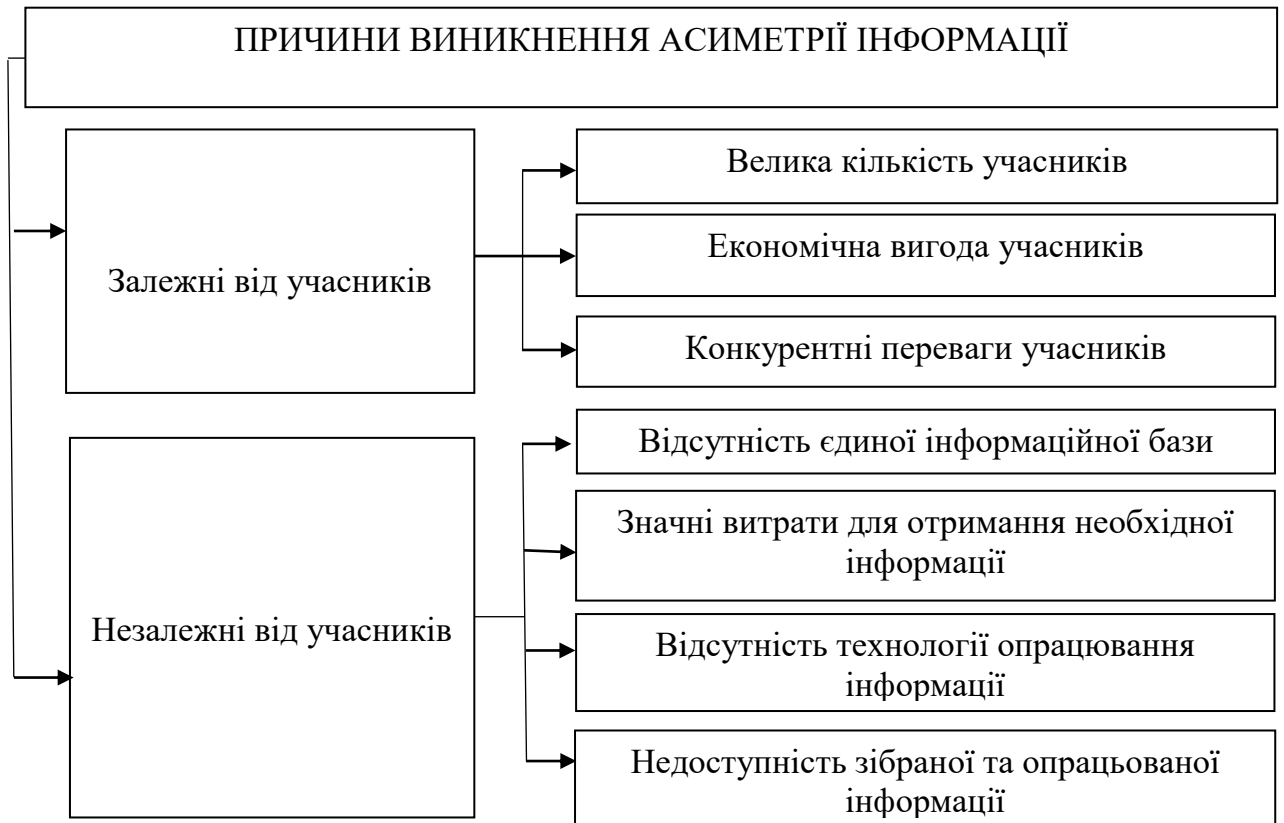 ПРИЧИНИ ВИНИКНЕННЯ АСИМЕТРІЇ ІНФОРМАЦІЇ
Залежні від учасників
Велика кількість учасників
Економічна вигода учасників
Конкурентні переваги учасників
Незалежні від учасників
Відсутність єдиної інформаційної бази
Значні витрати для отримання необхідної
інформації
Відсутність технології опрацювання
інформації
Недоступність зібраної та опрацьованої
інформації